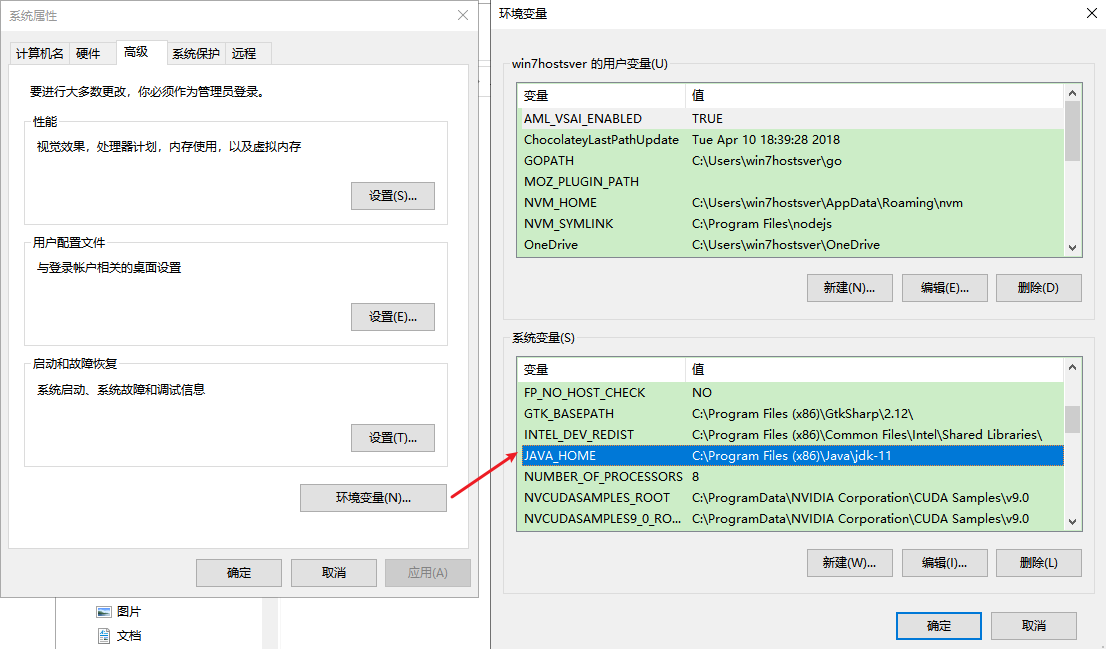 系统属性
计算机名
硬件
高级
系统保护
远程
要进行大多数更改，你必须作为管理员登录。
性能
视觉效果，处理器计划，内存使用，以及虚拟内存
设置(S)...
用户配置文件
与登录帐户相关的桌面设置
设置(E)...
启动和故障恢复
系统启动、系统故障和调试信息
设置(T)...
环境变量(N)...
确定
取消
应用(A)
图片
文档
环境变量
win7hostsver 的用户变量(U)
变量 值
AML_VSAI_ENABLED TRUE
ChocolateyLastPathUpdate Tue Apr 10 18:39:28 2018
GOPATH C:\Users\win7hostsver\go
MOZ_PLUGIN_PATH
NVM_HOME C:\Users\win7hostsver\AppData\Roaming\nvm
NVM_SYMLINK C:\Program Files\nodejs
OneDrive C:\Users\win7hostsver\OneDrive
新建(N)...
编辑(E)...
删除(D)
系统变量(S)
变量 值
FP_NO_HOST_CHECK NO
GTK_BASEPATH C:\Program Files (x86)\GtkSharp\2.12\
INTEL_DEV_REDIST C:\Program Files (x86)\Common Files\Intel\Shared Libraries\
JAVA_HOME C:\Program Files (x86)\Java\jdk-11
NUMBER_OF_PROCESSORS 8
NVCUDASAMPLES_ROOT C:\ProgramData\NVIDIA Corporation\CUDA Samples\v9.0
NVCUDASAMPLES9_0_RO... C:\ProgramData\NVIDIA Corporation\CUDA Samples\v9.0
新建(W)...
编辑(I)...
删除(L)
确定
取消